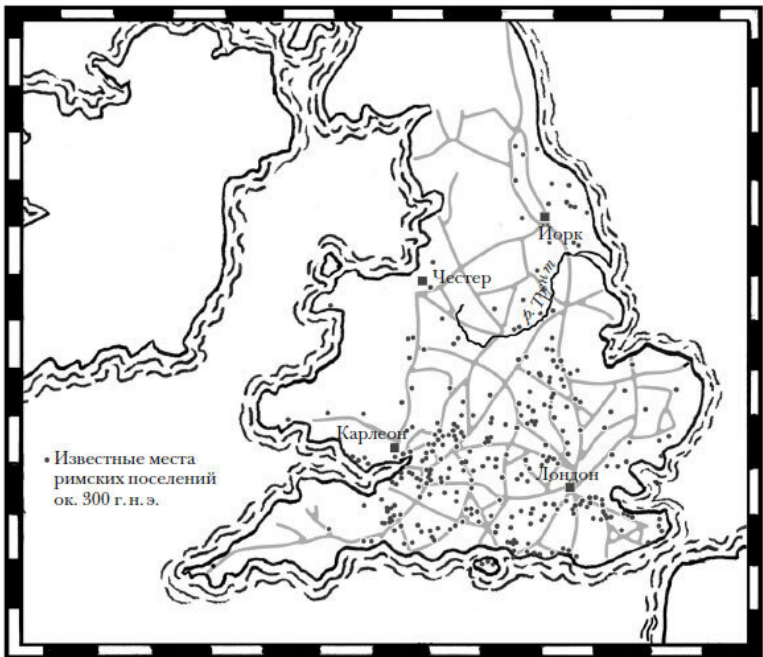 Йорк
Честер
р. Трент
Карлеон
Лондон
• Известные места
римских поселений
ок. 300 г. н. э.